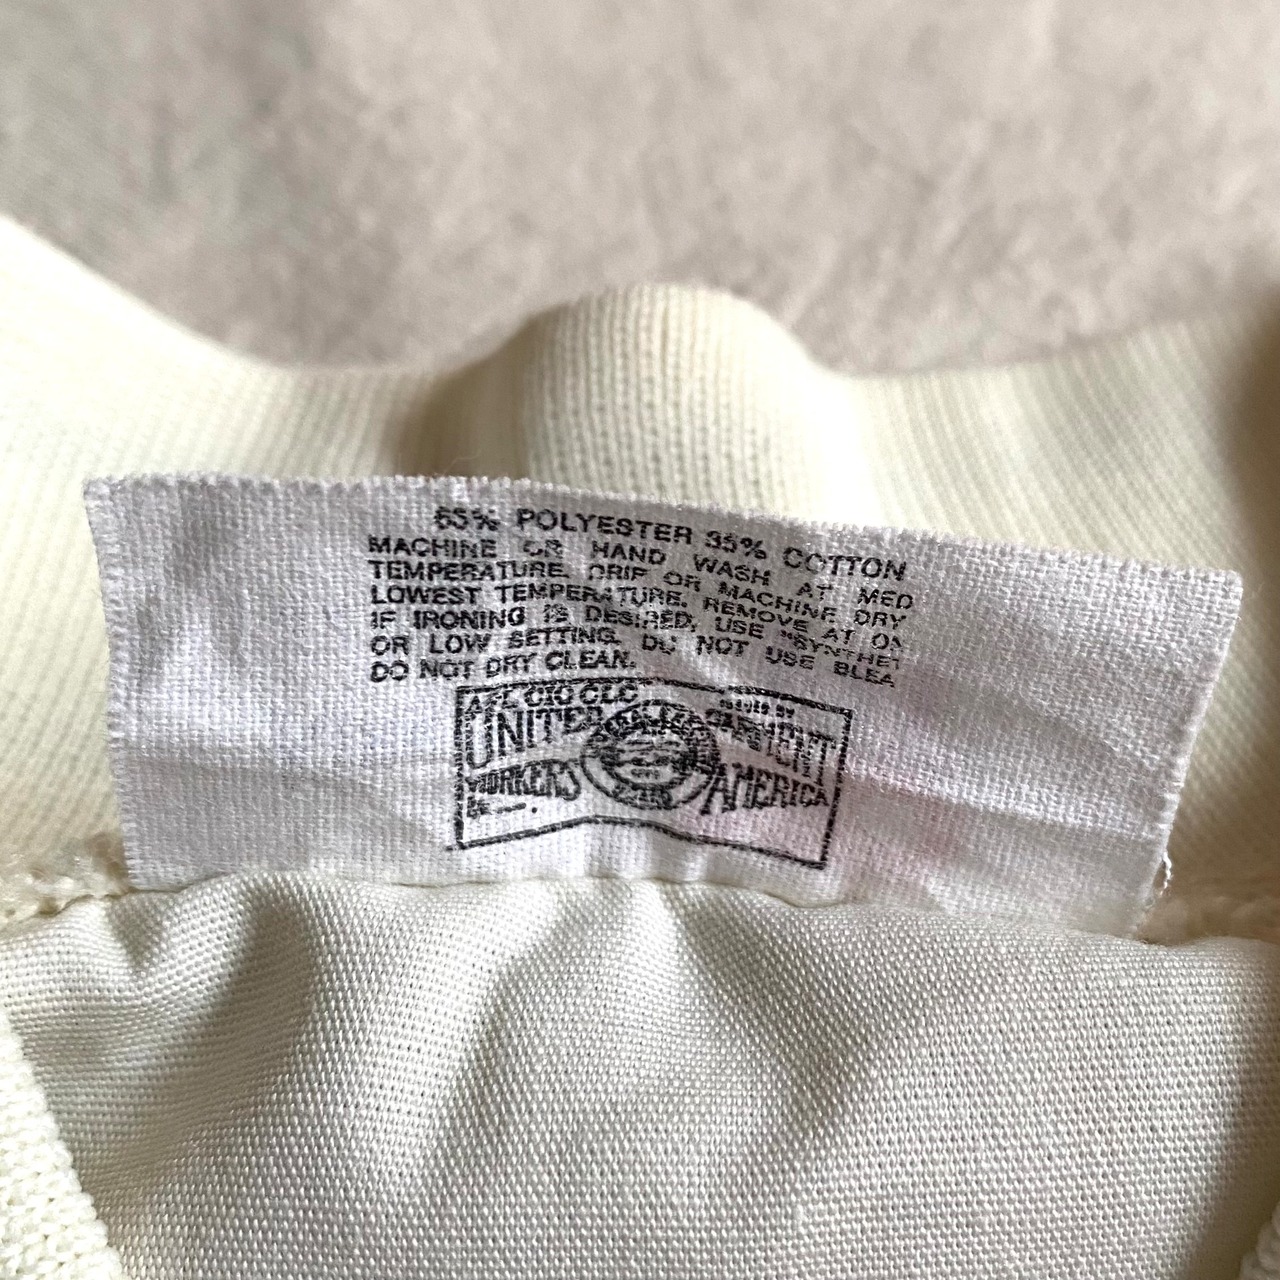 65% POLYESTER 35% COTTON
MACHINE OR HAND WASH AT MED
TEMPERATURE. DRIP OR MACHINE DRY
LOWEST TEMPERATURE. REMOVE AT ON
IF IRONING IS DESIRED, USE "SYNTHET
OR LOW SETTING. DO NOT USE BLEA
DO NOT DRY CLEAN.
AFL CIO CLC ISSUED BY
UNITED GARMENT
WORKERS AMERICA